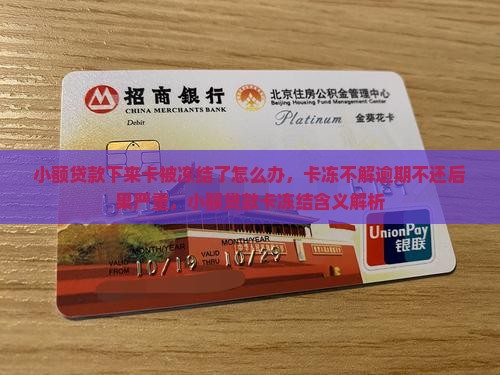 招商银行
CHINA MERCHANTS BANK
北京住房公积金管理中心
Beijing Housing Fund Management Center
Debit
Platinum 金葵花卡
小额贷款下来卡被冻结了怎么办，卡冻不解逾期不还后
果严重，小额贷款卡冻结含义解析
MONTH/YEAR MONTH/YEAR
VALID FROM 10/19 VALID THRU 10/29
UnionPay
银联